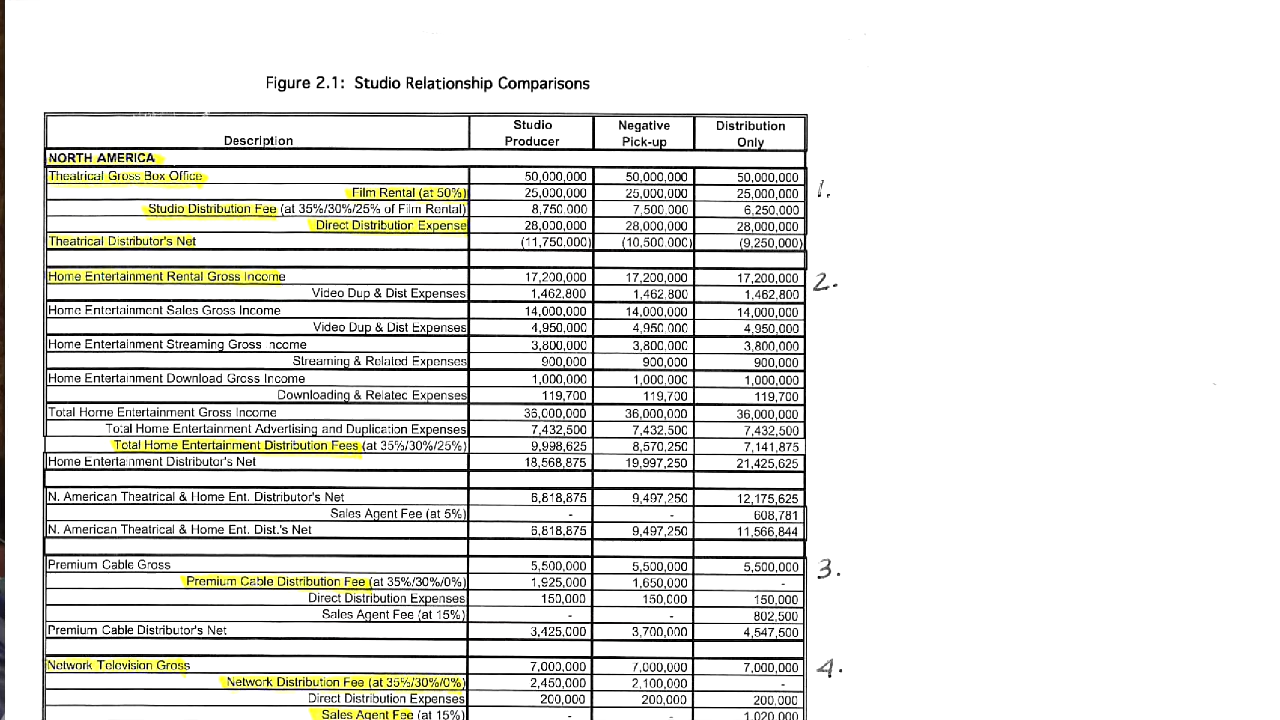 Figure 2.1: Studio Relationship Comparisons
Description Studio Producer Negative Pick-up Distribution Only
NORTH AMERICA
Theatrical Gross Box Office 50,000,000 50,000,000 50,000,000 1.
Film Rental (at 50%) 25,000,000 25,000,000 25,000,000
Studio Distribution Fee (at 35%/30%/25% of Film Rental) 8,750,000 7,500,000 6,250,000
Direct Distribution Expense 28,000,000 28,000,000 28,000,000
Theatrical Distributor's Net (11,750,000) (10,500,000) (9,250,000)
Home Entertainment Rental Gross Income 17,200,000 17,200,000 17,200,000 2.
Video Dup & Dist Expenses 1,462,800 1,462,800 1,462,800
Home Entertainment Sales Gross Income 14,000,000 14,000,000 14,000,000
Video Dup & Dist Expenses 4,950,000 4,950,000 4,950,000
Home Entertainment Streaming Gross Income 3,800,000 3,800,000 3,800,000
Streaming & Related Expenses 900,000 900,000 900,000
Home Entertainment Download Gross Income 1,000,000 1,000,000 1,000,000
Downloading & Related Expenses 119,700 119,700 119,700
Total Home Entertainment Gross Income 36,000,000 36,000,000 36,000,000
Total Home Entertainment Advertising and Duplication Expenses 7,432,500 7,432,500 7,432,500
Total Home Entertainment Distribution Fees (at 35%/30%/25%) 9,998,625 8,570,250 7,141,875
Home Entertainment Distributor's Net 18,568,875 19,997,250 21,425,625
N. American Theatrical & Home Ent. Distributor's Net 6,818,875 9,497,250 12,175,625
Sales Agent Fee (at 5%) - - 608,781
N. American Theatrical & Home Ent. Dist.'s Net 6,818,875 9,497,250 11,566,844
Premium Cable Gross 5,500,000 5,500,000 5,500,000 3.
Premium Cable Distribution Fee (at 35%/30%/0%) 1,925,000 1,650,000 -
Direct Distribution Expenses 150,000 150,000 150,000
Sales Agent Fee (at 15%) - - 802,500
Premium Cable Distributor's Net 3,425,000 3,700,000 4,547,500
Network Television Gross 7,000,000 7,000,000 7,000,000 4.
Network Distribution Fee (at 35%/30%/0%) 2,450,000 2,100,000 -
Direct Distribution Expenses 200,000 200,000 200,000
Sales Agent Fee (at 15%) - - 1,020,000